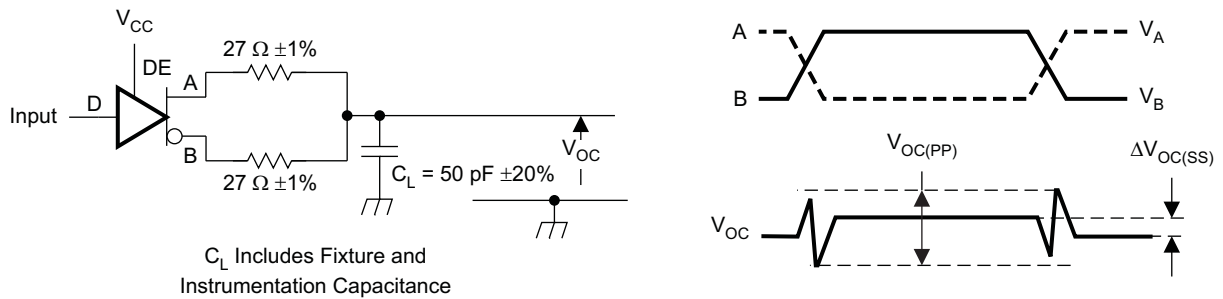 V_CC
27 Ω ±1%
DE
A
Input
D
B
27 Ω ±1%
C_L = 50 pF ±20%
V_OC
C_L Includes Fixture and
Instrumentation Capacitance
A
V_A
B
V_B
V_OC(PP)
ΔV_OC(SS)
V_OC